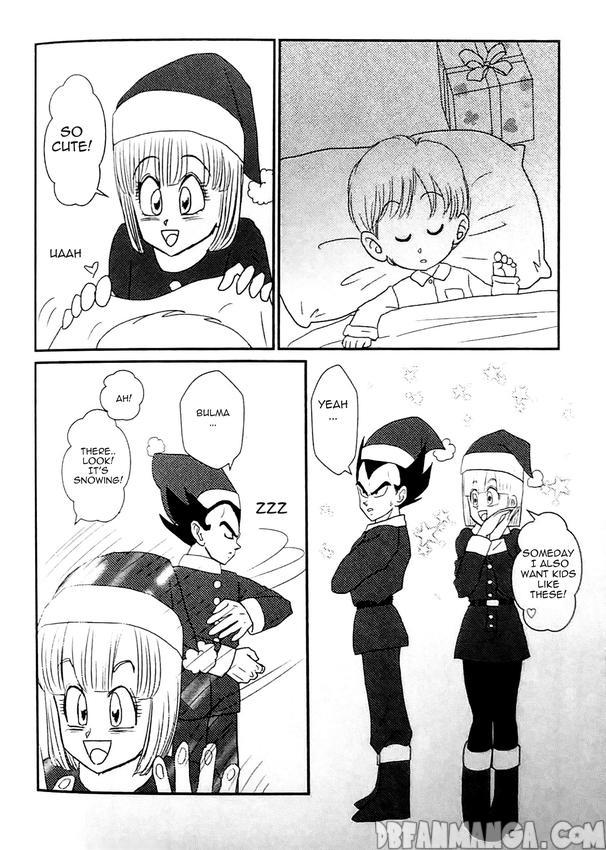 SO
CUTE!
UAAH
YEAH
...
SOMEDAY
I ALSO
WANT KIDS
LIKE
THESE!
BULMA
...
AH!
THERE..
LOOK!
IT'S
SNOWING!
ZZZ
DBFANMANGA.COM